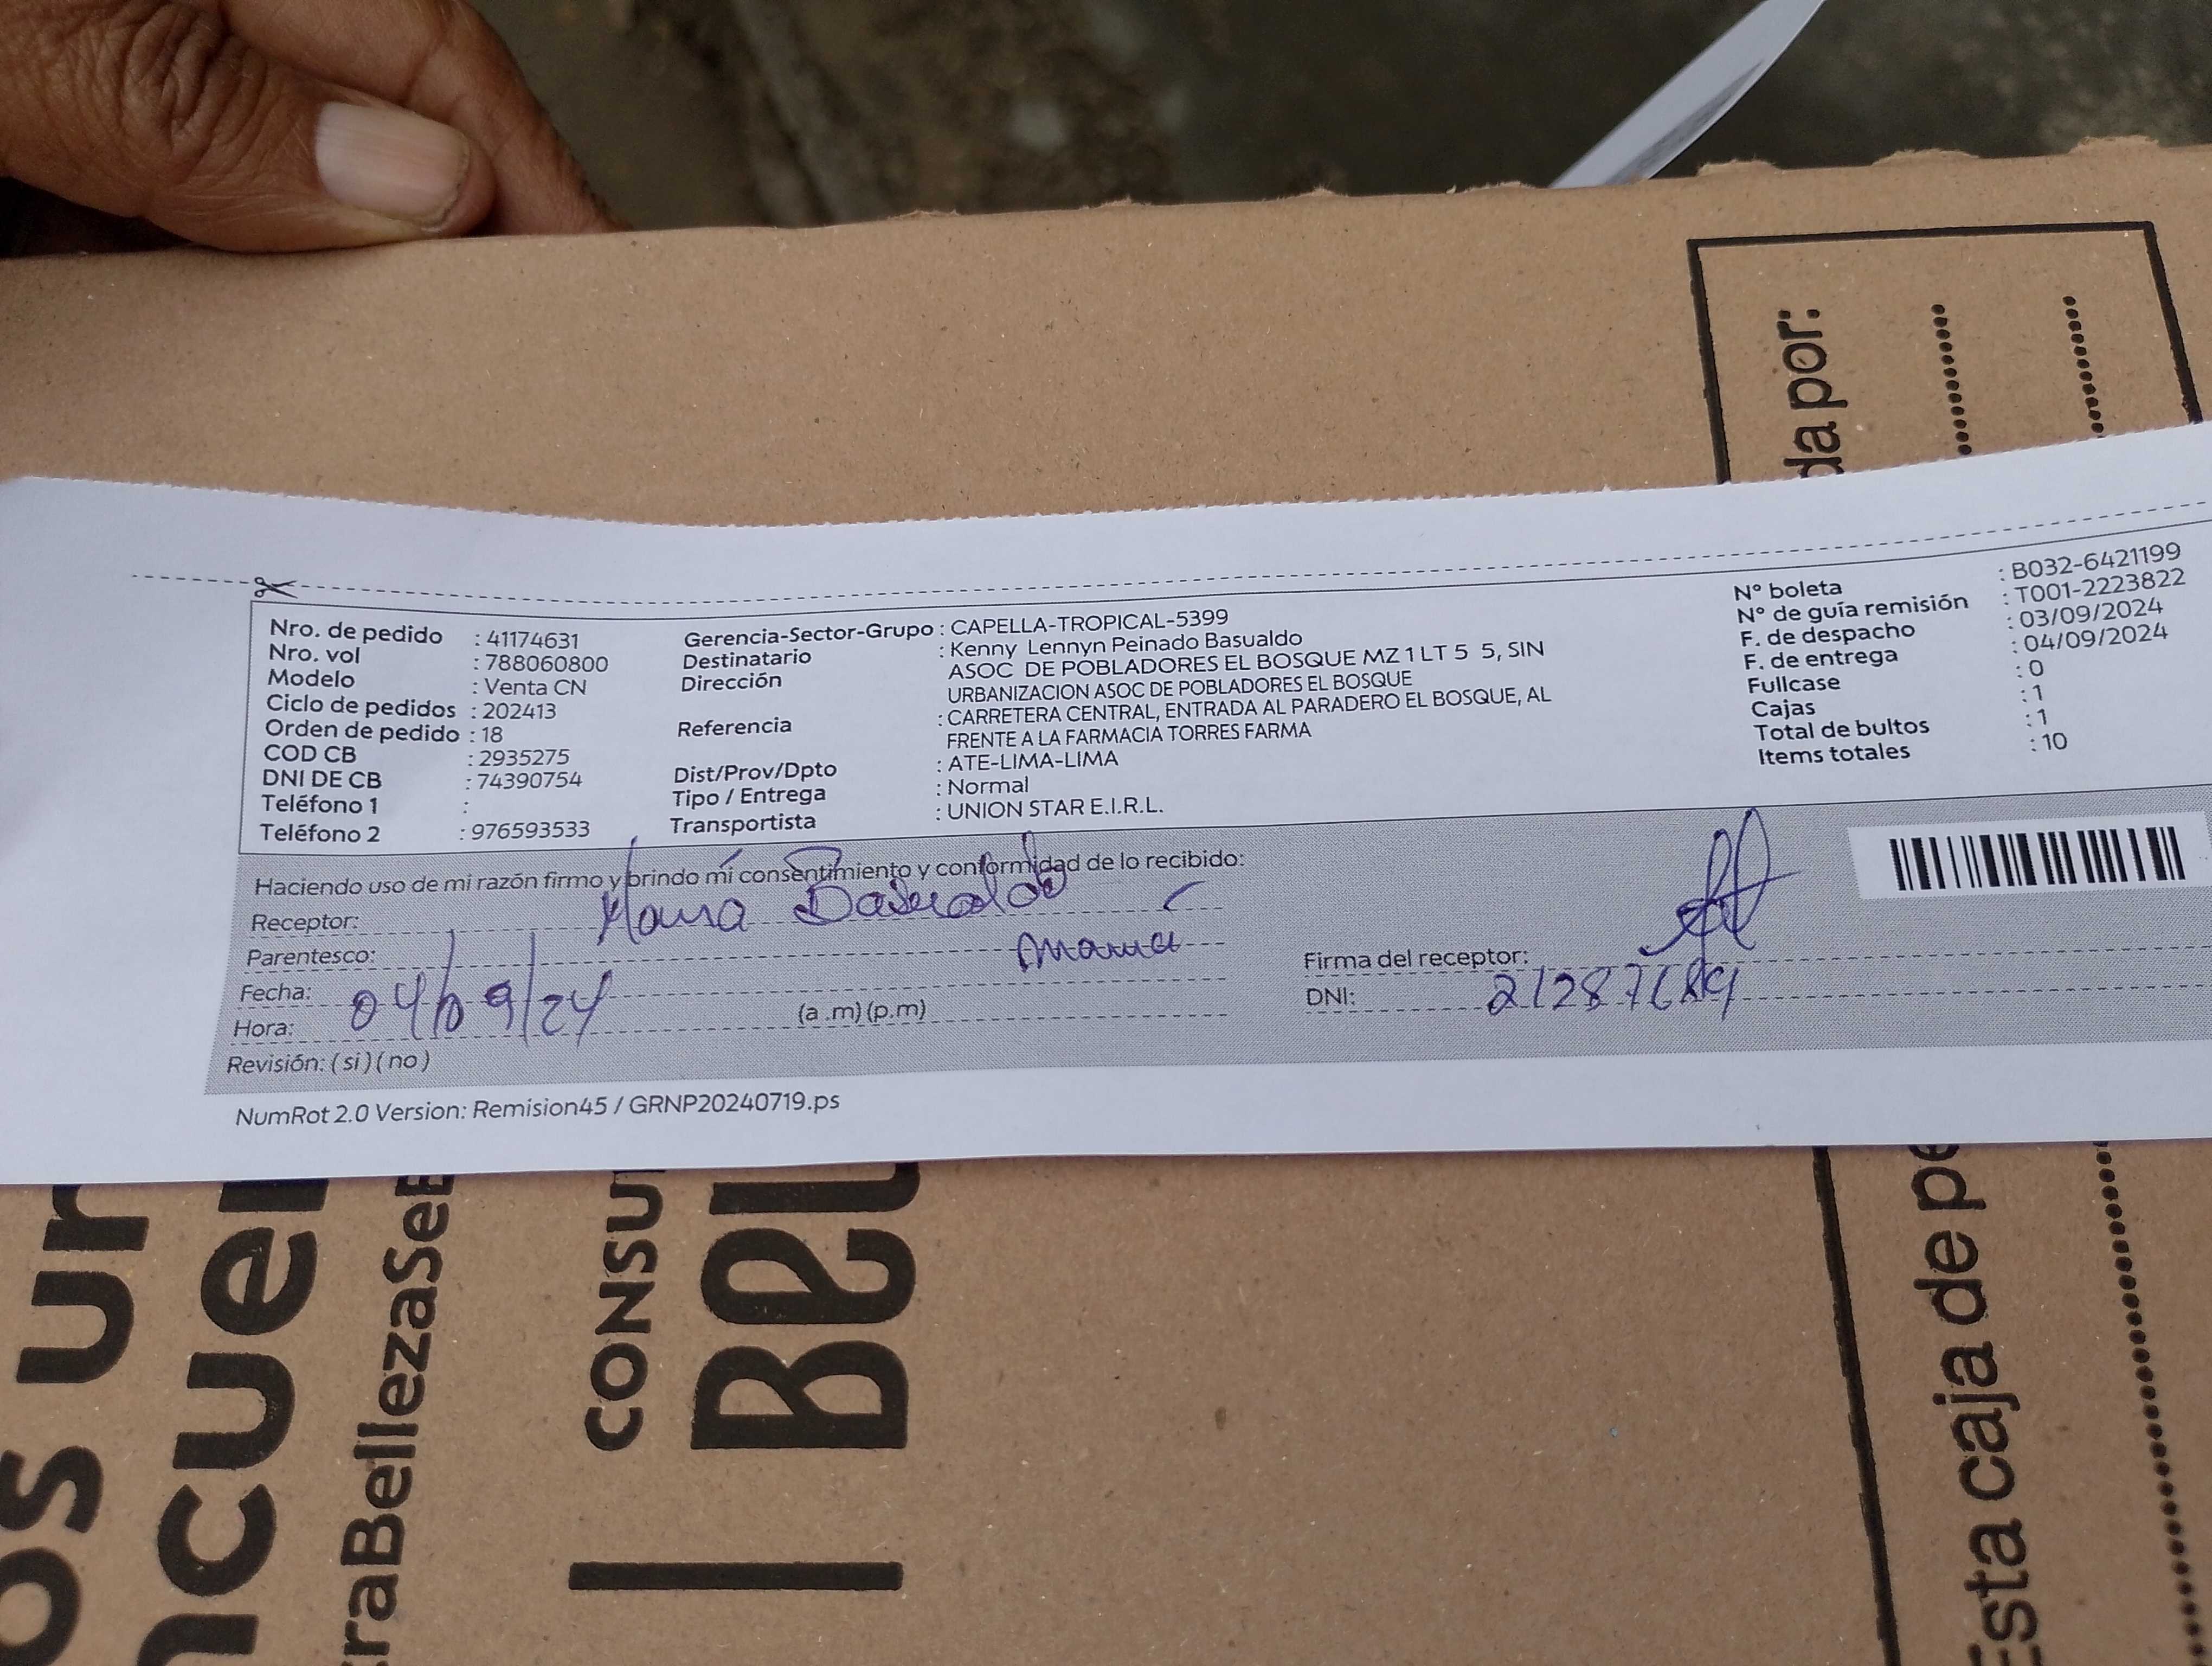 da por:
Nro. de pedido : 41174631
Nro. vol : 788060800
Modelo : Venta CN
Ciclo de pedidos : 202413
Orden de pedido : 18
COD CB : 2935275
DNI DE CB : 74390754
Teléfono 1 :
Teléfono 2 : 976593533
Gerencia-Sector-Grupo : CAPELLA-TROPICAL-5399
Destinatario : Kenny Lennyn Peinado Basualdo
Dirección ASOC DE POBLADORES EL BOSQUE MZ 1 LT 5 5, SIN
URBANIZACION ASOC DE POBLADORES EL BOSQUE
Referencia : CARRETERA CENTRAL, ENTRADA AL PARADERO EL BOSQUE, AL
FRENTE A LA FARMACIA TORRES FARMA
Dist/Prov/Dpto : ATE-LIMA-LIMA
Tipo / Entrega : Normal
Transportista : UNION STAR E.I.R.L.
N° boleta : B032-6421199
N° de guía remisión : T001-2223822
F. de despacho : 03/09/2024
F. de entrega : 04/09/2024
Fullcase : 0
Cajas : 1
Total de bultos : 1
Items totales : 10
Haciendo uso de mi razón firmo y brindo mi consentimiento y conformidad de lo recibido:
Receptor: Basualdo
Parentesco: mamá
Fecha: 04/09/24
Hora: (a .m) (p.m)
Revisión: ( si ) ( no )
Firma del receptor:
DNI:
NumRot 2.0 Version: Remision45 / GRNP20240719.ps
os un
ncuen
traBellezaSeE
CONSU
| Bel
Esta caja de pe